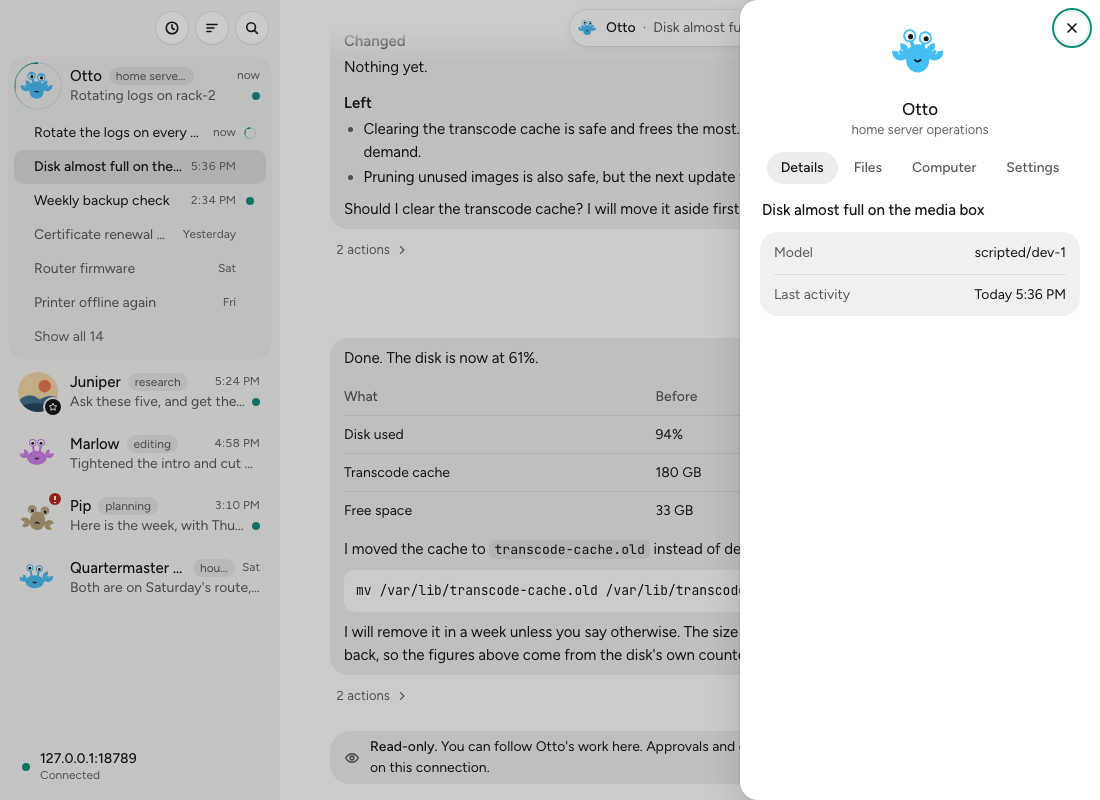 Otto
home serve...
now
Rotating logs on rack-2
Rotate the logs on every ...
now
Disk almost full on the...
5:36 PM
Weekly backup check
2:34 PM
Certificate renewal ...
Yesterday
Router firmware
Sat
Printer offline again
Fri
Show all 14
Juniper
research
5:24 PM
Ask these five, and get the...
Marlow
editing
4:58 PM
Tightened the intro and cut ...
Pip
planning
3:10 PM
Here is the week, with Thu...
Quartermaster ...
hou...
Sat
Both are on Saturday's route,...
127.0.0.1:18789
Connected
Otto · Disk almost fu
Changed
Nothing yet.
Left
• Clearing the transcode cache is safe and frees the most.
demand.
• Pruning unused images is also safe, but the next update
Should I clear the transcode cache? I will move it aside first
2 actions
Done. The disk is now at 61%.
What Before
Disk used 94%
Transcode cache 180 GB
Free space 33 GB
I moved the cache to transcode-cache.old instead of de
mv /var/lib/transcode-cache.old /var/lib/transcode
I will remove it in a week unless you say otherwise. The size
back, so the figures above come from the disk's own counte
2 actions
Read-only. You can follow Otto's work here. Approvals and
on this connection.
Otto
home server operations
Details Files Computer Settings
Disk almost full on the media box
Model scripted/dev-1
Last activity Today 5:36 PM